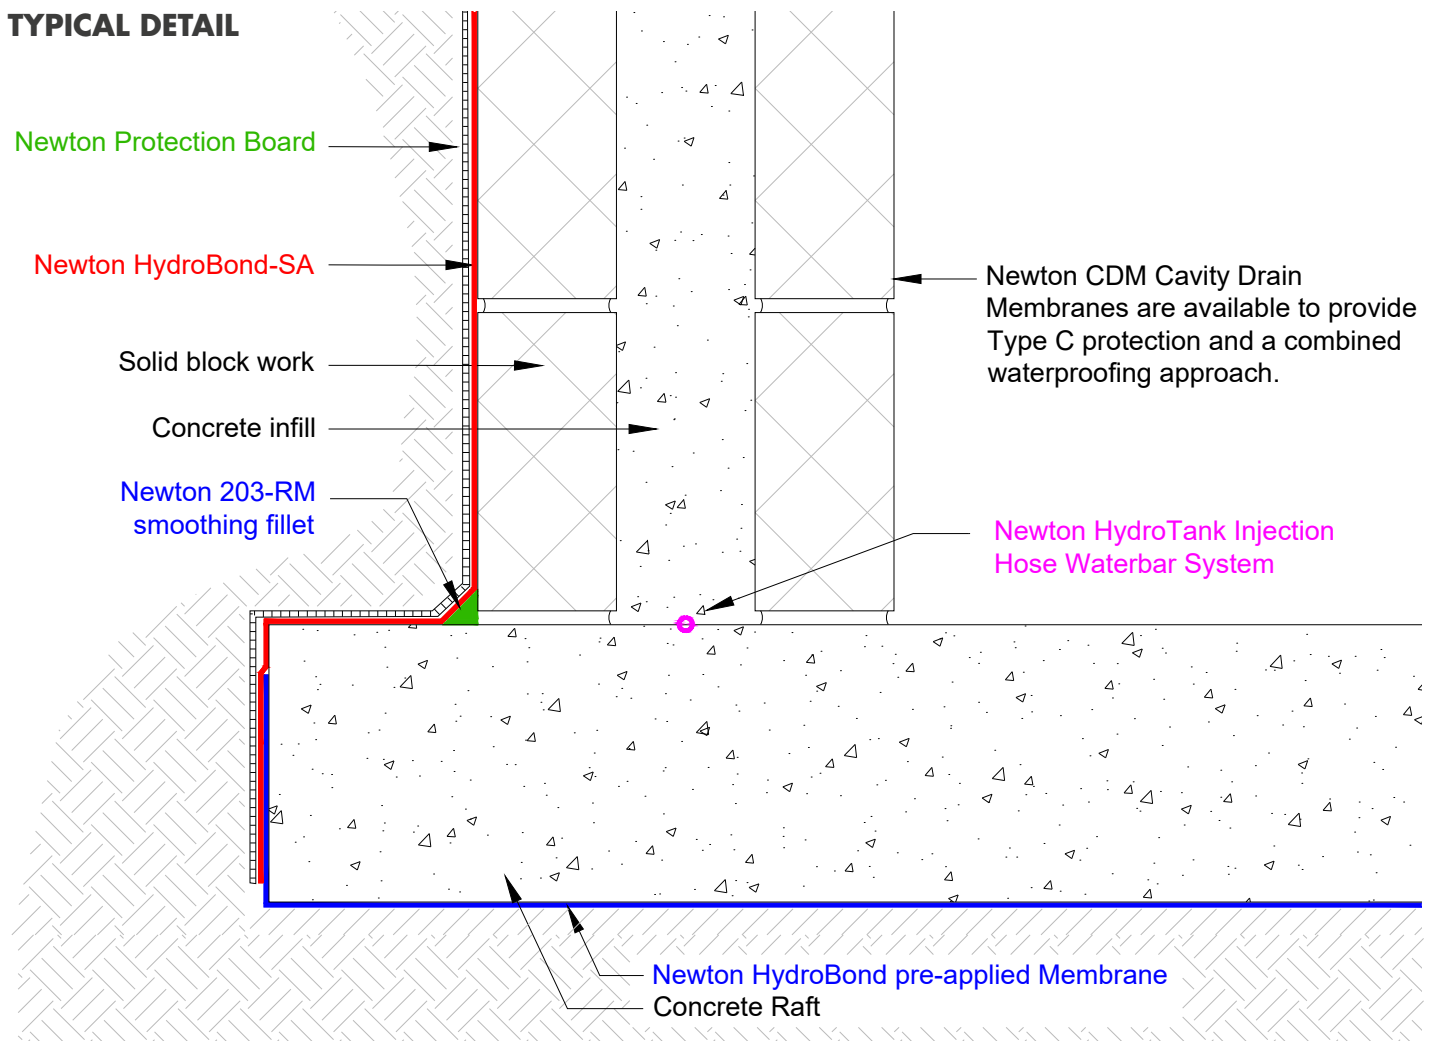 TYPICAL DETAIL
Newton Protection Board
Newton HydroBond-SA
Solid block work
Concrete infill
Newton 203-RM
smoothing fillet
Newton CDM Cavity Drain
Membranes are available to provide
Type C protection and a combined
waterproofing approach.
Newton HydroTank Injection
Hose Waterbar System
Newton HydroBond pre-applied Membrane
Concrete Raft